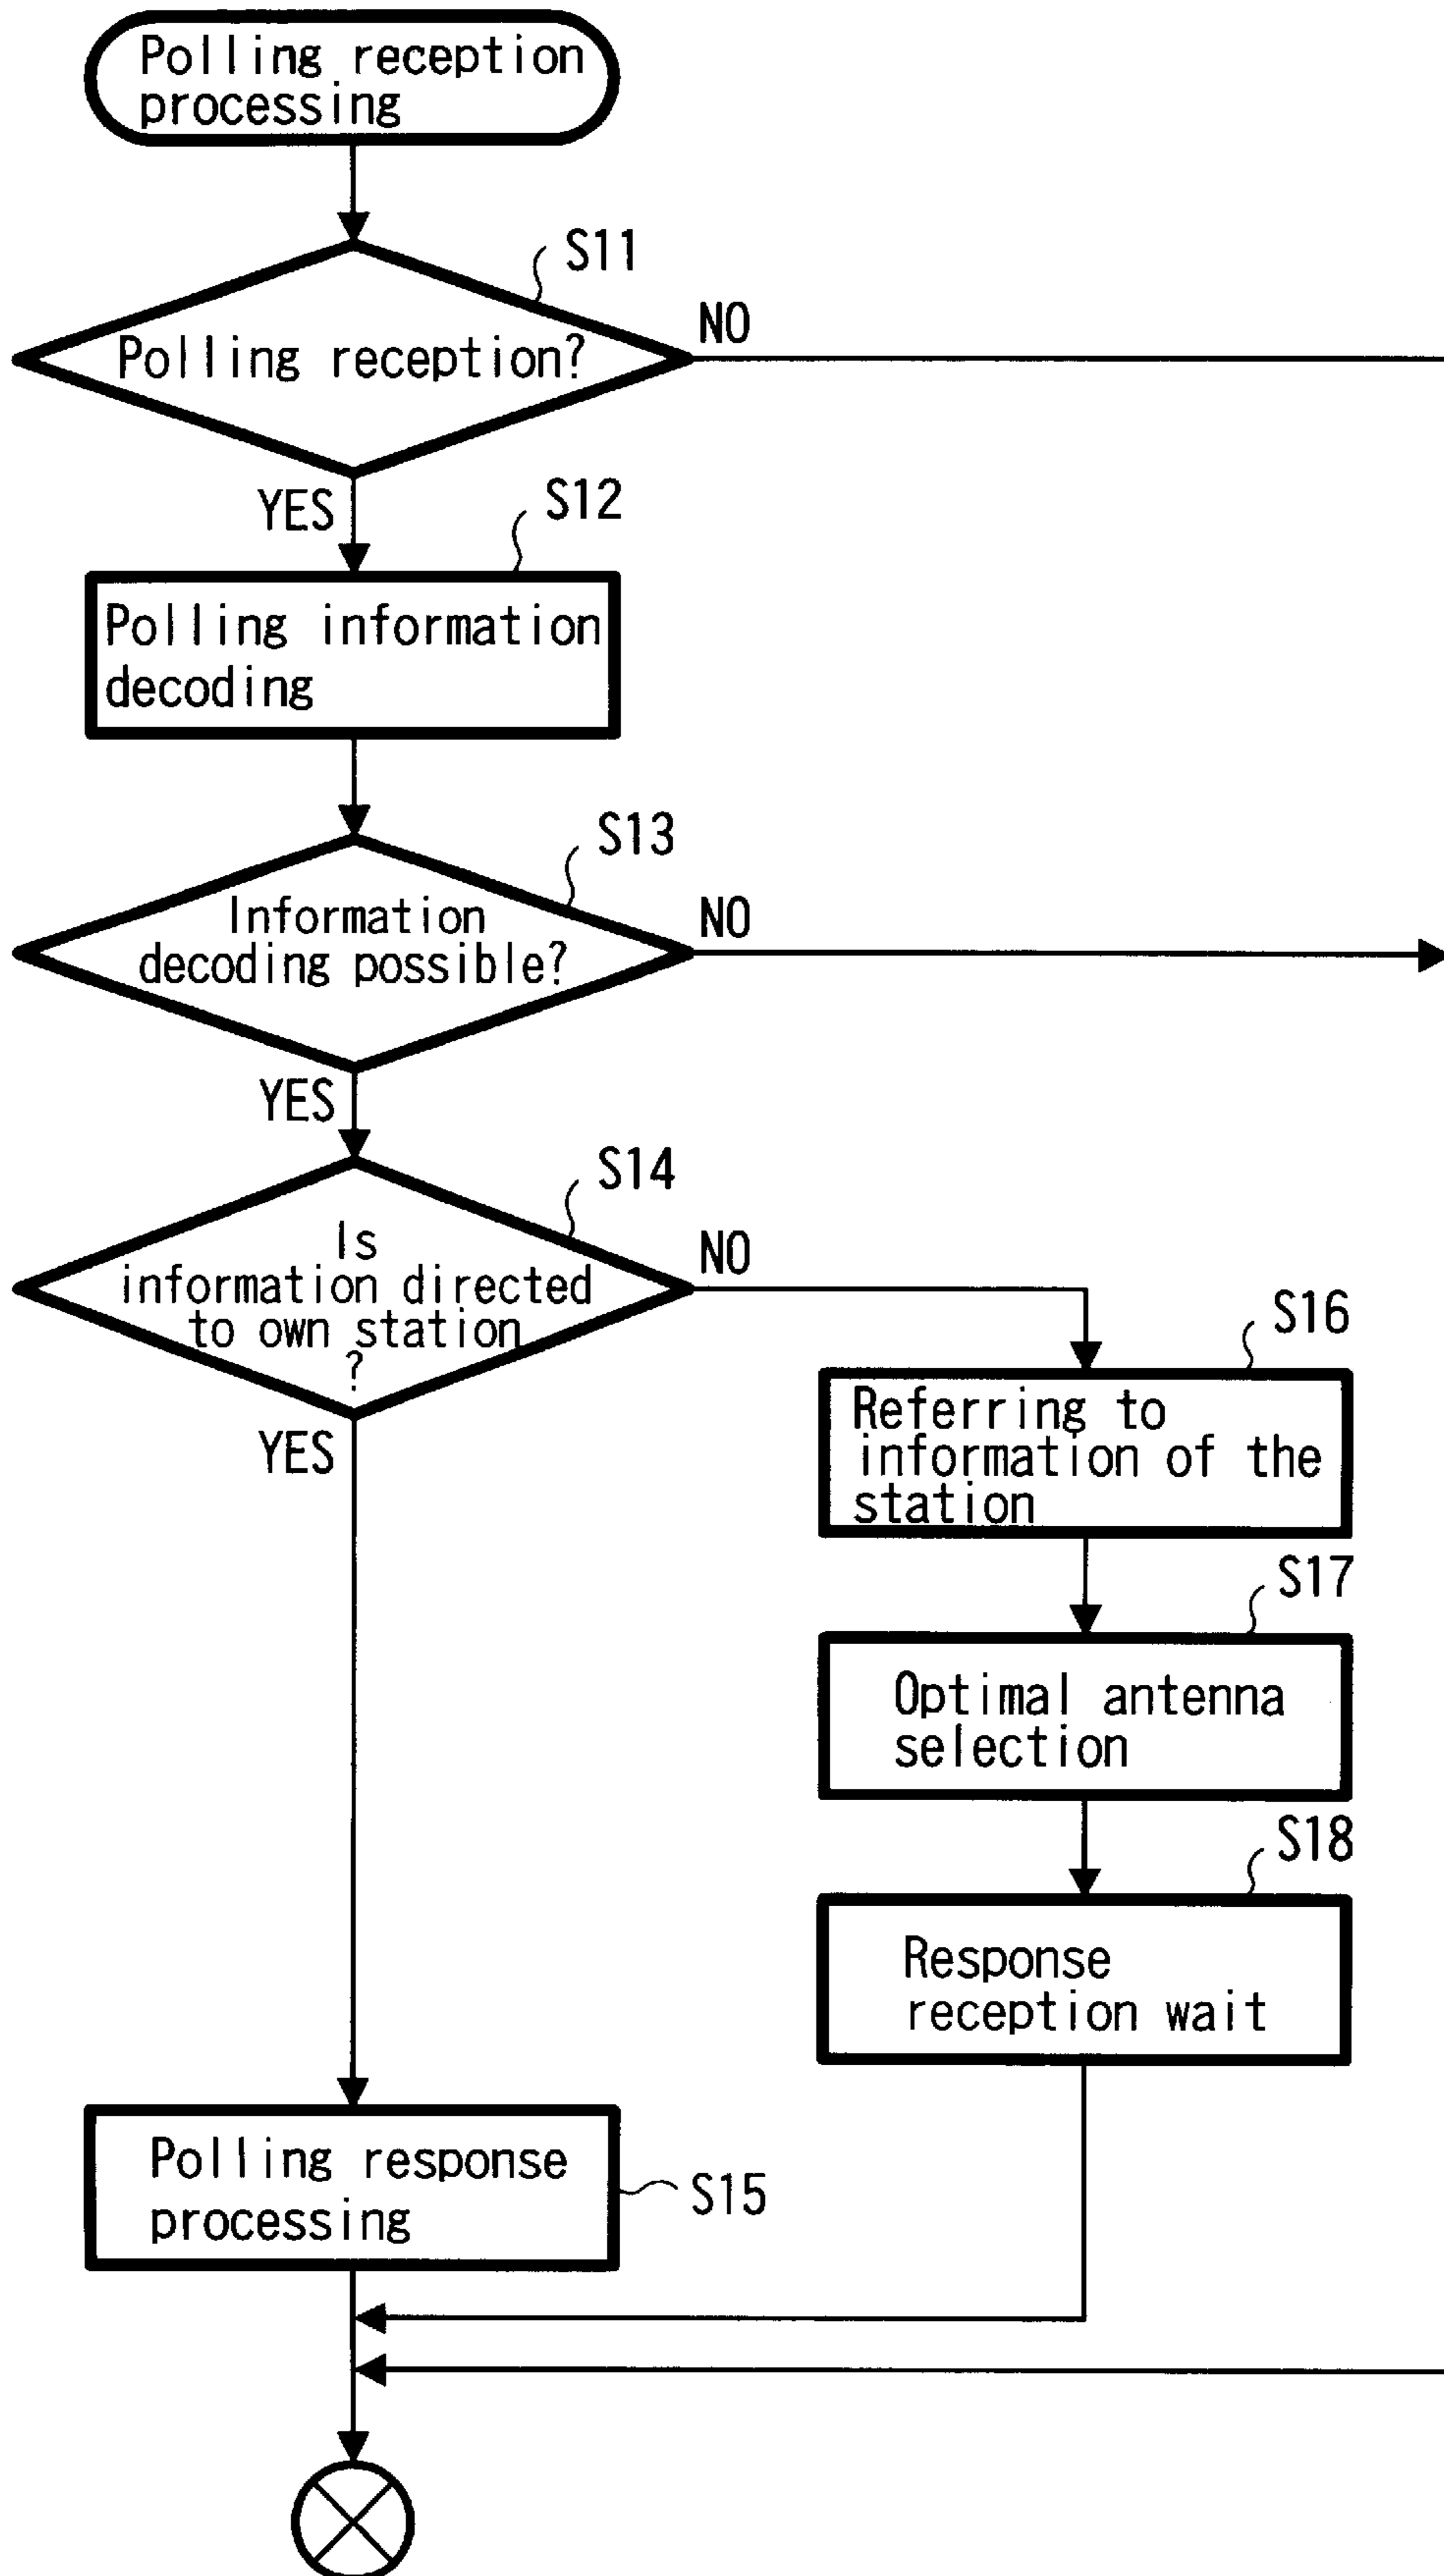 Polling reception
processing
S11
Polling reception?
NO
YES
S12
Polling information
decoding
S13
Information
decoding possible?
NO
YES
S14
Is
information directed
to own station
?
NO
YES
S16
Referring to
information of the
station
S17
Optimal antenna
selection
S18
Response
reception wait
Polling response
processing
S15